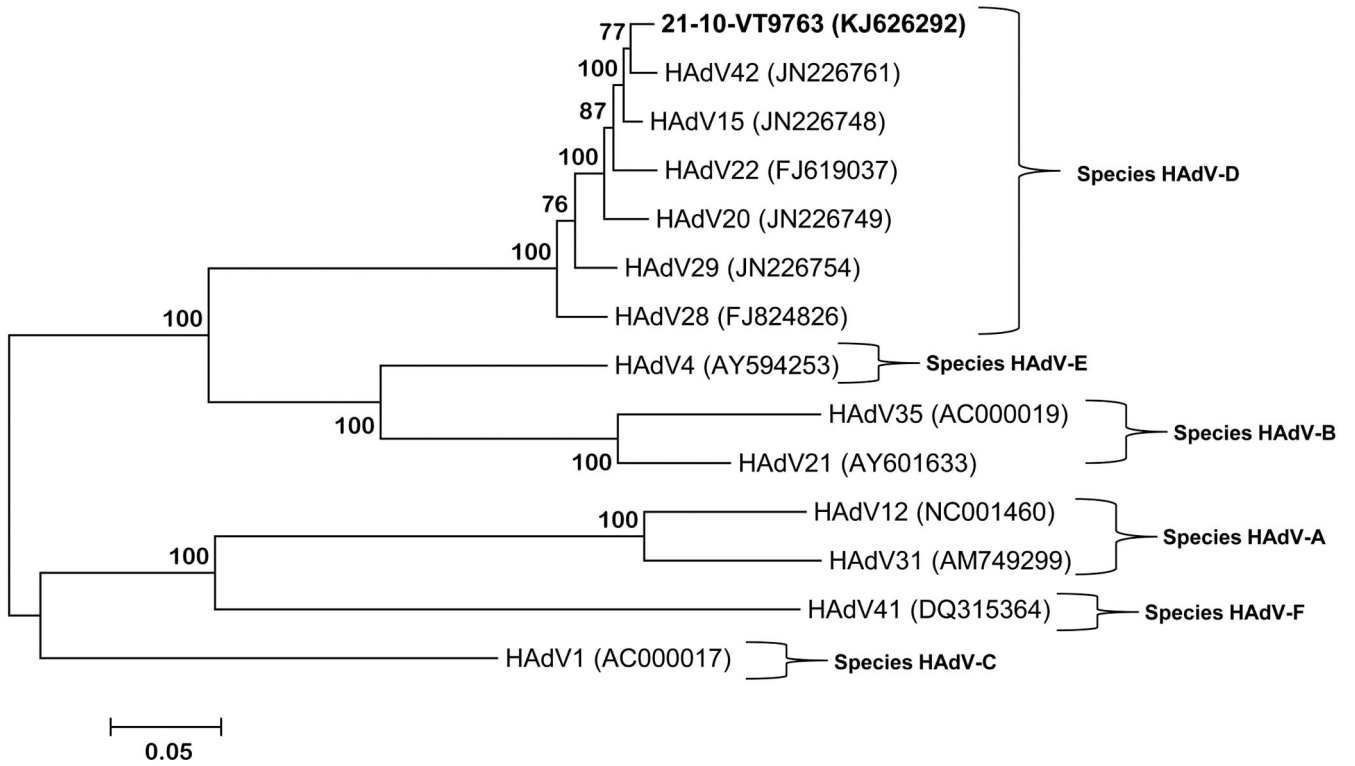 77
21-10-VT9763 (KJ626292)
100
HAdV42 (JN226761)
87
HAdV15 (JN226748)
100
HAdV22 (FJ619037)
Species HAdV-D
76
HAdV20 (JN226749)
100
HAdV29 (JN226754)
100
HAdV28 (FJ824826)
HAdV4 (AY594253)
Species HAdV-E
100
HAdV35 (AC000019)
Species HAdV-B
100
HAdV21 (AY601633)
100
HAdV12 (NC001460)
Species HAdV-A
100
HAdV31 (AM749299)
HAdV41 (DQ315364)
Species HAdV-F
HAdV1 (AC000017)
Species HAdV-C
0.05